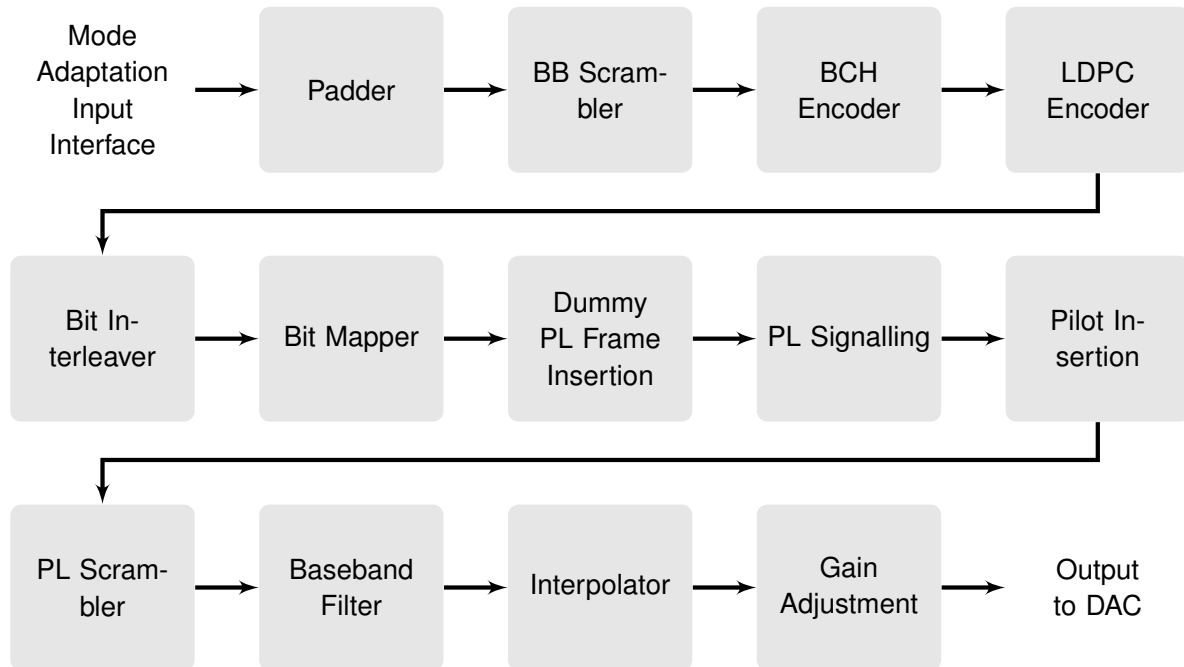 Mode
Adaptation
Input
Interface
Padder
BB Scram-
bler
BCH
Encoder
LDPC
Encoder
Bit In-
terleaver
Bit Mapper
Dummy
PL Frame
Insertion
PL Signalling
Pilot In-
sertion
PL Scram-
bler
Baseband
Filter
Interpolator
Gain
Adjustment
Output
to DAC